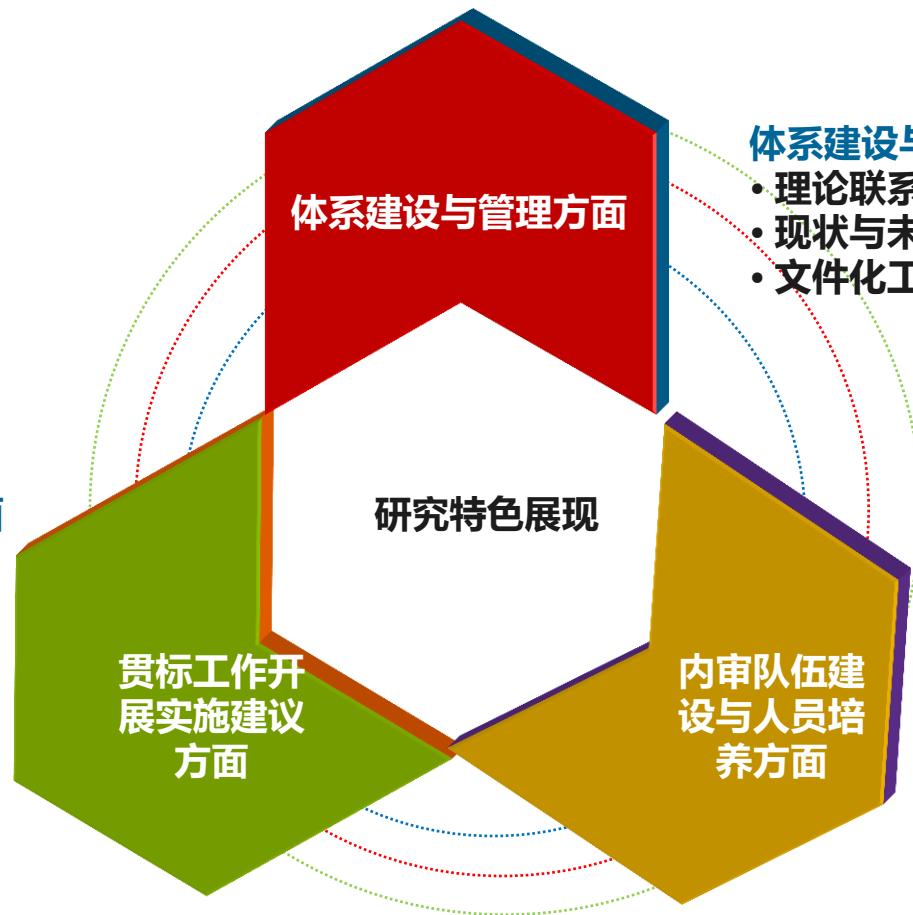 体系建设与管理方面
体系建设与
• 理论联系
• 现状与未
• 文件化工
研究特色展现
贯标工作开
展实施建议
方面
内审队伍建
设与人员培
养方面